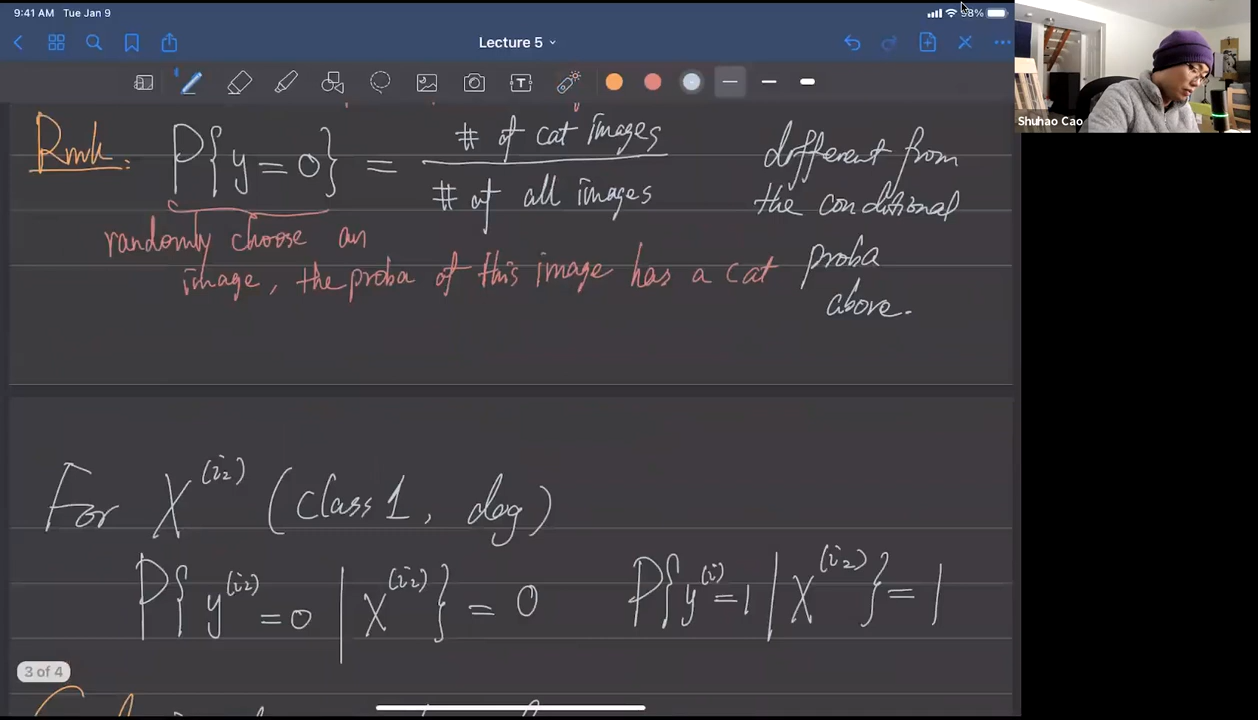 9:41 AM Tue Jan 9
98%
Lecture 5
Shuhao Cao
Rmk: P{y=0} = # of cat images / # of all images
different from
the conditional
proba
above.
randomly choose an
image, the proba of this image has a cat
For X^(i₂) (class 1, dog)
P{y^(i₂)=0 | X^(i₂)} = 0
P{y^(i)=1 | X^(i₂)} = 1
3 of 4